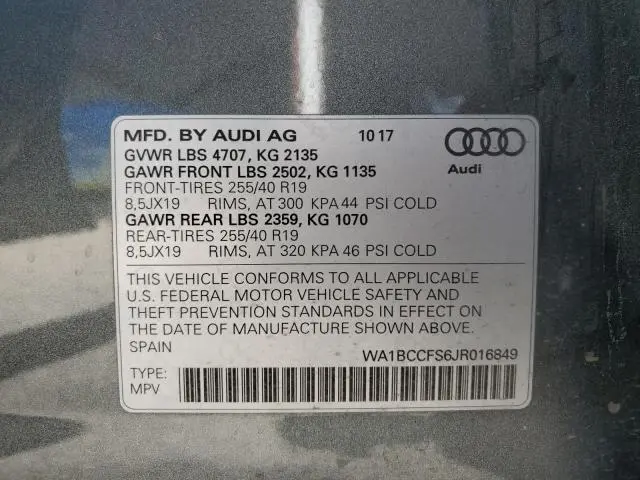 MFD. BY AUDI AG 10 17
GVWR LBS 4707, KG 2135
GAWR FRONT LBS 2502, KG 1135
FRONT-TIRES 255/40 R19
8,5JX19 RIMS, AT 300 KPA 44 PSI COLD
GAWR REAR LBS 2359, KG 1070
REAR-TIRES 255/40 R19
8,5JX19 RIMS, AT 320 KPA 46 PSI COLD
Audi
THIS VEHICLE CONFORMS TO ALL APPLICABLE
U.S. FEDERAL MOTOR VEHICLE SAFETY AND
THEFT PREVENTION STANDARDS IN EFFECT ON
THE DATE OF MANUFACTURE SHOWN ABOVE.
SPAIN WA1BCCFS6JR016849
TYPE:
MPV